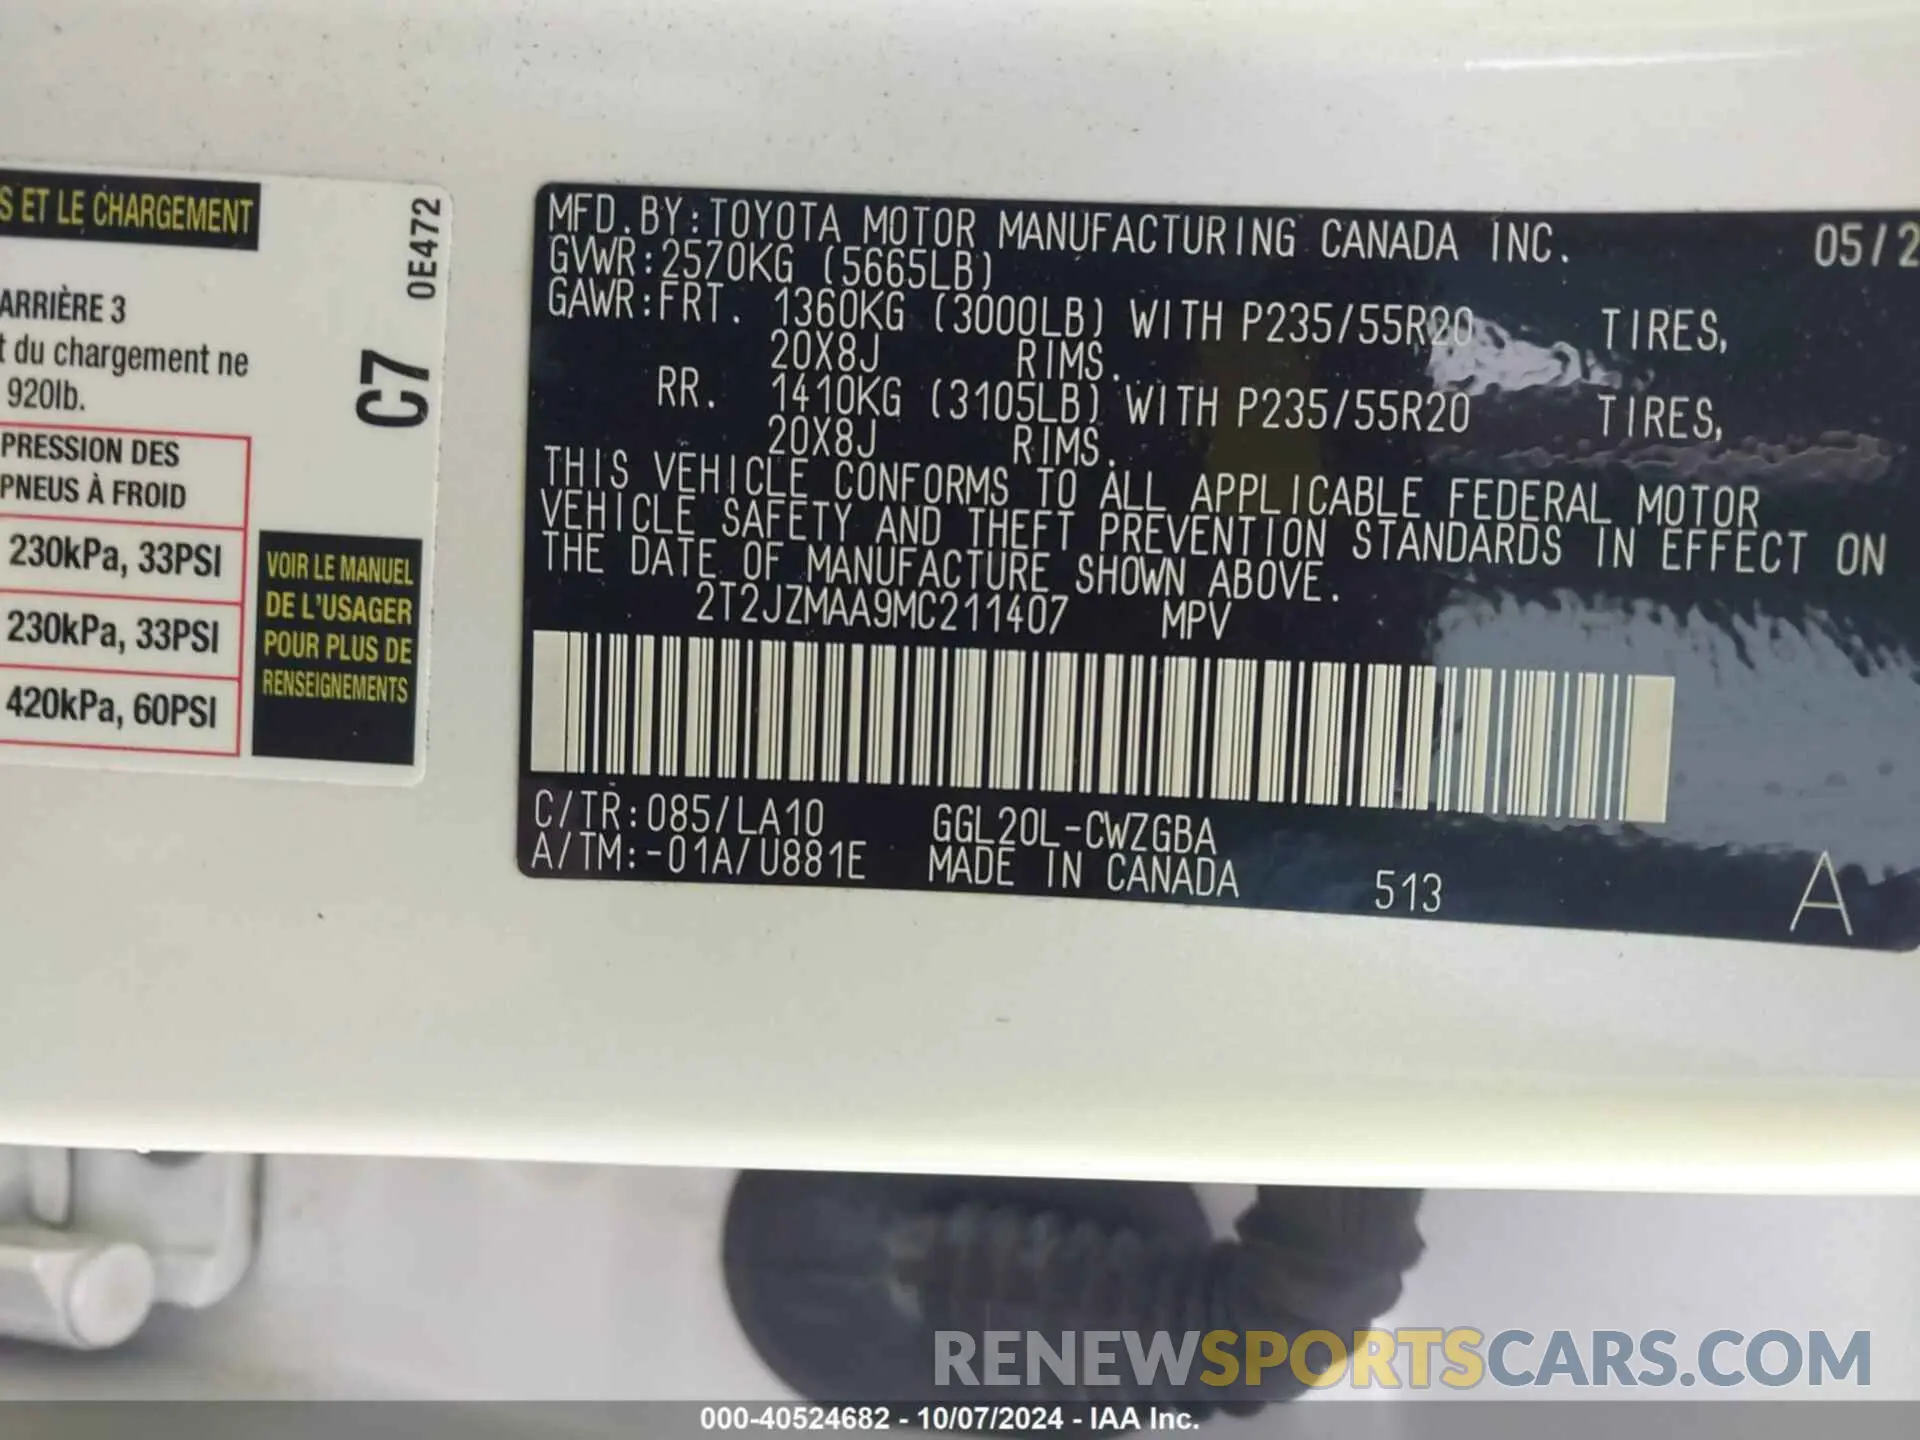 S ET LE CHARGEMENT
ARRIÈRE 3
t du chargement ne
920lb.
PRESSION DES
PNEUS À FROID
230kPa, 33PSI
230kPa, 33PSI
420kPa, 60PSI
VOIR LE MANUEL
DE L'USAGER
POUR PLUS DE
RENSEIGNEMENTS
0E472
C7
MFD.BY:TOYOTA MOTOR MANUFACTURING CANADA INC. 05/2
GVWR:2570KG (5665LB)
GAWR:FRT. 1360KG (3000LB) WITH P235/55R20 TIRES,
20X8J RIMS.
RR. 1410KG (3105LB) WITH P235/55R20 TIRES,
20X8J RIMS.
THIS VEHICLE CONFORMS TO ALL APPLICABLE FEDERAL MOTOR
VEHICLE SAFETY AND THEFT PREVENTION STANDARDS IN EFFECT ON
THE DATE OF MANUFACTURE SHOWN ABOVE.
2T2JZMAA9MC211407 MPV
C/TR:085/LA10 GGL20L-CWZGBA
A/TM:-01A/U881E MADE IN CANADA 513 A
RENEWSPORTSCARS.COM
000-40524682 - 10/07/2024 - IAA Inc.